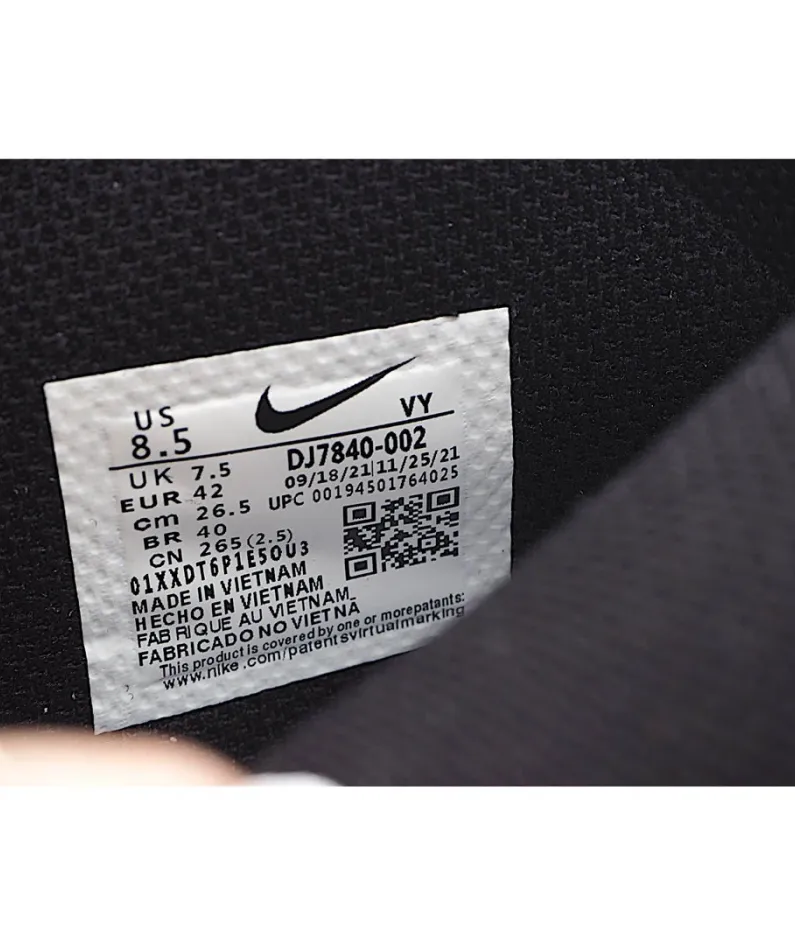 US
8.5
VY
UK 7.5
EUR 42
cm 26.5
BR 40
CN 265(2.5)
DJ7840-002
09/18/21|11/25/21
UPC 00194501764025
01XXDT6P1E5OU3
MADE IN VIETNAM
HECHO EN VIETNAM
FABRIQUE AU VIETNAM
FABRICADO NO VIETNA
This product is covered by one or morepatants:
www.nike.com/patentsvirtualmarking